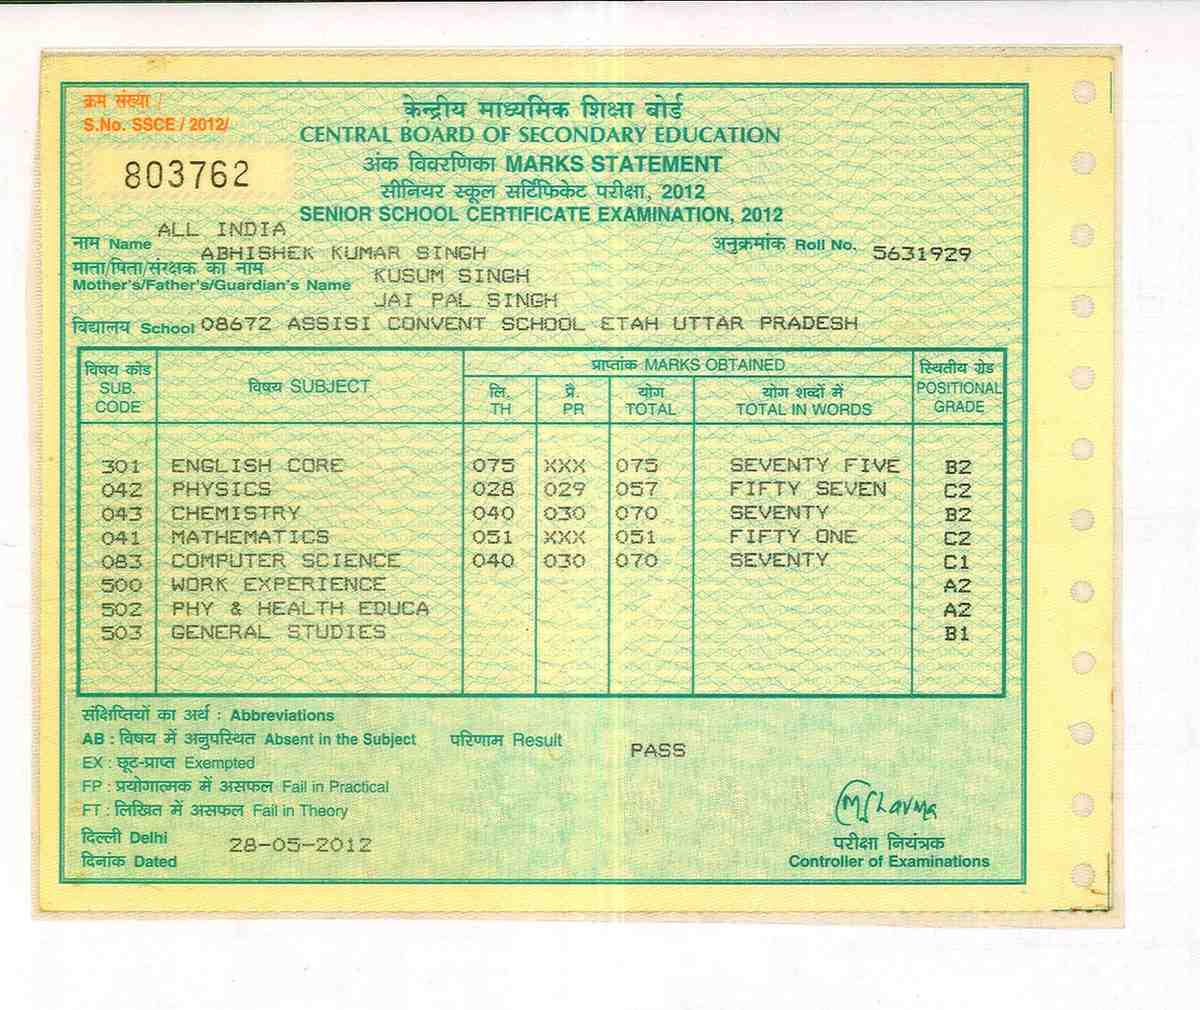 क्रम संख्या /
S.No. SSCE / 2012/
803762
केन्द्रीय माध्यमिक शिक्षा बोर्ड
CENTRAL BOARD OF SECONDARY EDUCATION
अंक विवरणिका MARKS STATEMENT
सीनियर स्कूल सर्टिफिकेट परीक्षा, 2012
SENIOR SCHOOL CERTIFICATE EXAMINATION, 2012
ALL INDIA
नाम Name ABHISHEK KUMAR SINGH अनुक्रमांक Roll No. 5631929
माता/पिता/संरक्षक का नाम KUSUM SINGH
Mother's/Father's/Guardian's Name
JAI PAL SINGH
विद्यालय School 08672 ASSISI CONVENT SCHOOL ETAH UTTAR PRADESH
विषय कोड SUB. CODE विषय SUBJECT प्राप्तांक MARKS OBTAINED स्थितीय ग्रेड POSITIONAL GRADE
लि. TH प्रै. PR योग TOTAL योग शब्दों में TOTAL IN WORDS
301 ENGLISH CORE 075 XXX 075 SEVENTY FIVE B2
042 PHYSICS 028 029 057 FIFTY SEVEN C2
043 CHEMISTRY 040 030 070 SEVENTY B2
041 MATHEMATICS 051 XXX 051 FIFTY ONE C2
083 COMPUTER SCIENCE 040 030 070 SEVENTY C1
500 WORK EXPERIENCE A2
502 PHY & HEALTH EDUCA A2
503 GENERAL STUDIES B1
संक्षिप्तियों का अर्थ : Abbreviations
AB : विषय में अनुपस्थित Absent in the Subject परिणाम Result PASS
EX : छूट-प्राप्त Exempted
FP : प्रयोगात्मक में असफल Fail in Practical
FT : लिखित में असफल Fail in Theory
दिल्ली Delhi
28-05-2012
दिनांक Dated
परीक्षा नियंत्रक
Controller of Examinations